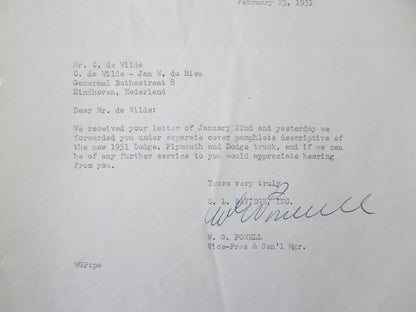 February 23, 1951
Mr. C. de Wilde
C. de Wilde - Jan W. du Rieu
Generaal Bothastraat 8
Eindhoven, Nederland
Dear Mr. de Wilde:
We received your letter of January 22nd and yesterday we
forwarded you under separate cover pamphlets descriptive of
the new 1951 Dodge, Plymouth and Dodge truck, and if we can
be of any further service to you would appreciate hearing
from you.
Yours very truly
S. L. SAVIDGE, INC.
W. G. POWELL
Vice-Pres & Gen'l Mgr.
WGP:po